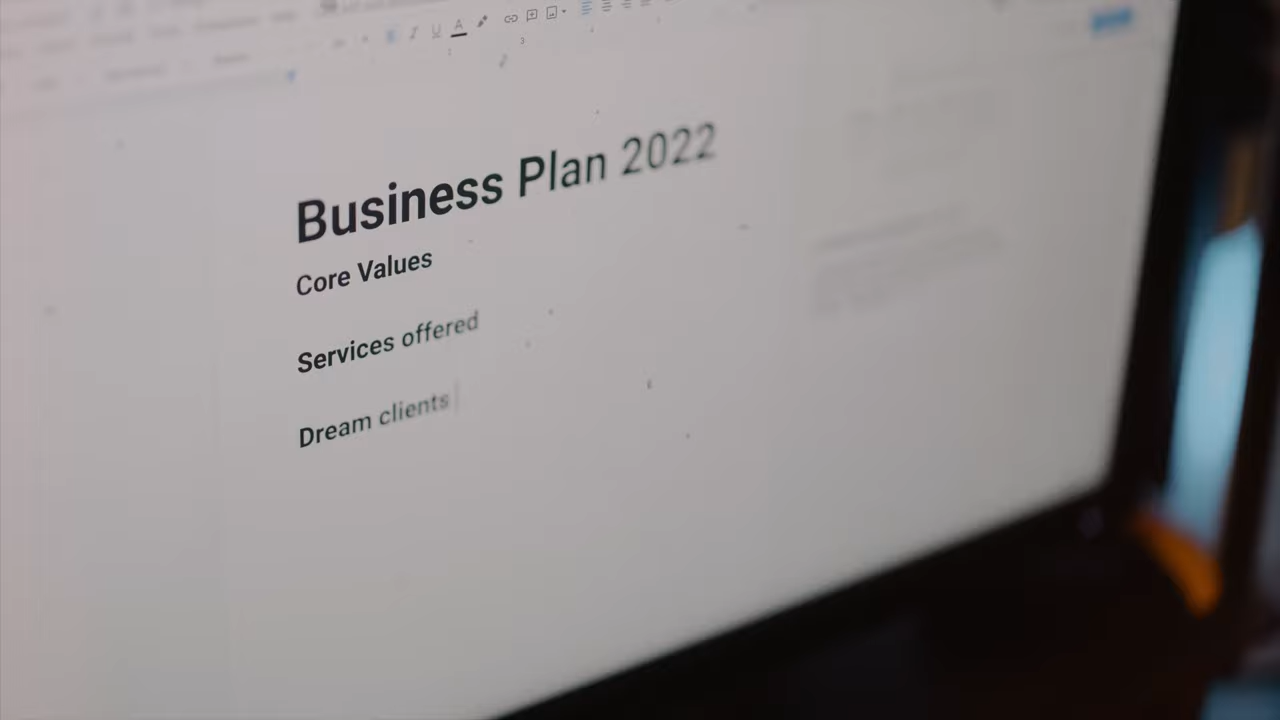 Business Plan 2022
Core Values
Services offered
Dream clients